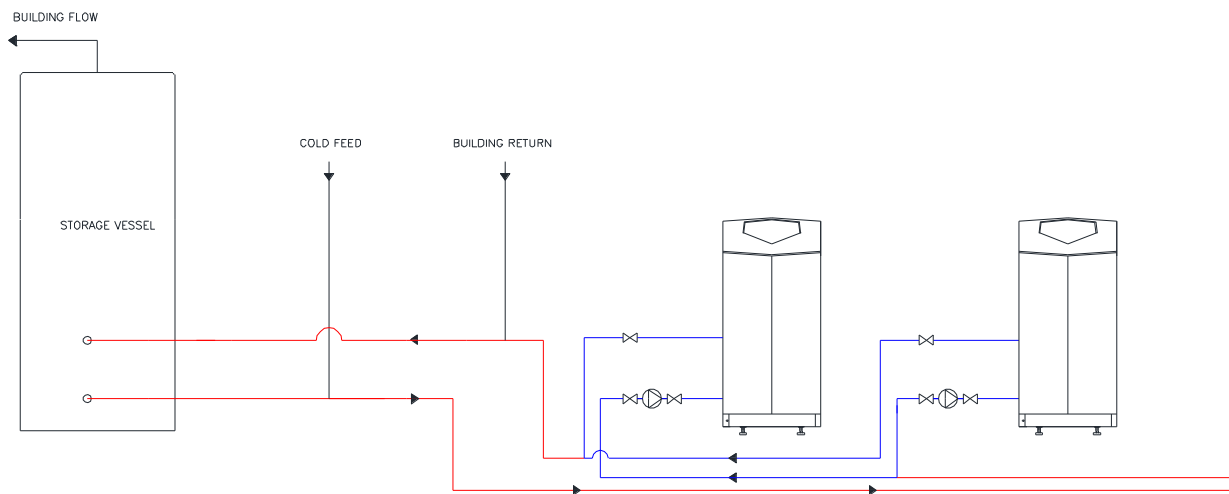 BUILDING FLOW
COLD FEED
BUILDING RETURN
STORAGE VESSEL